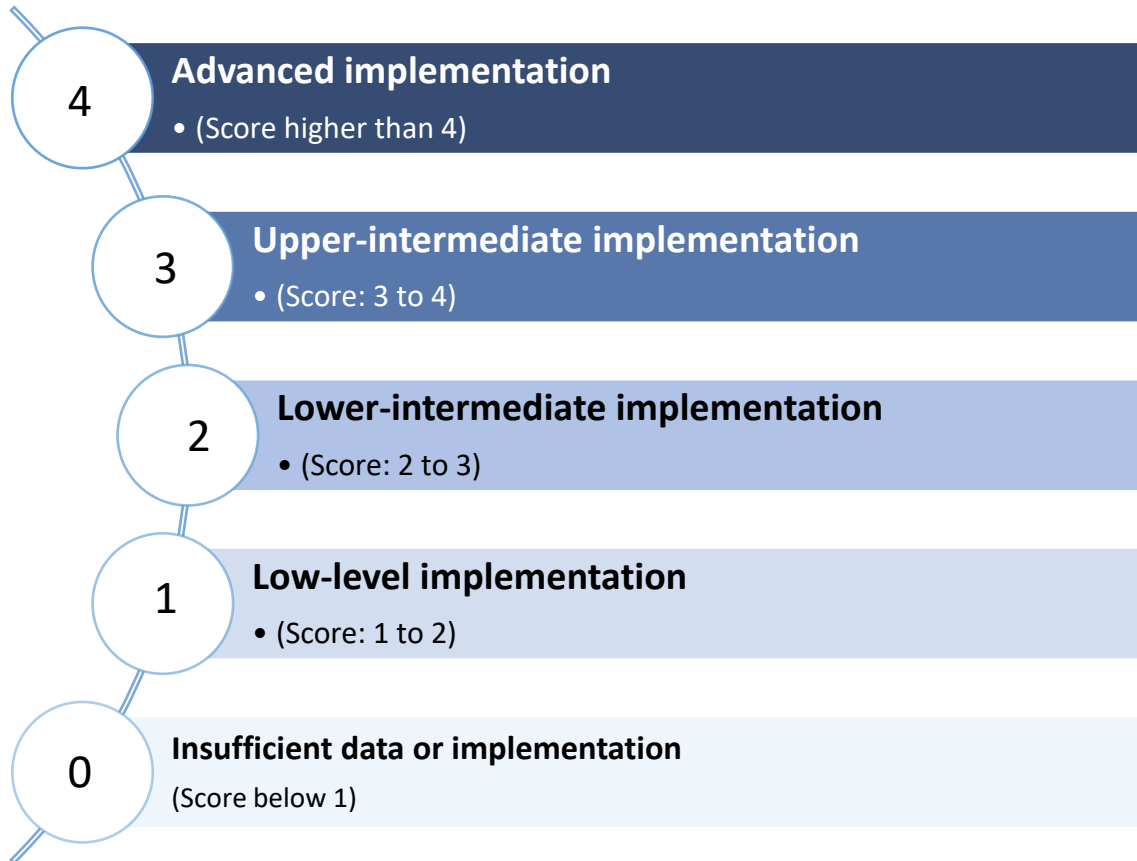 4
Advanced implementation
• (Score higher than 4)
3
Upper-intermediate implementation
• (Score: 3 to 4)
2
Lower-intermediate implementation
• (Score: 2 to 3)
1
Low-level implementation
• (Score: 1 to 2)
0
Insufficient data or implementation
(Score below 1)